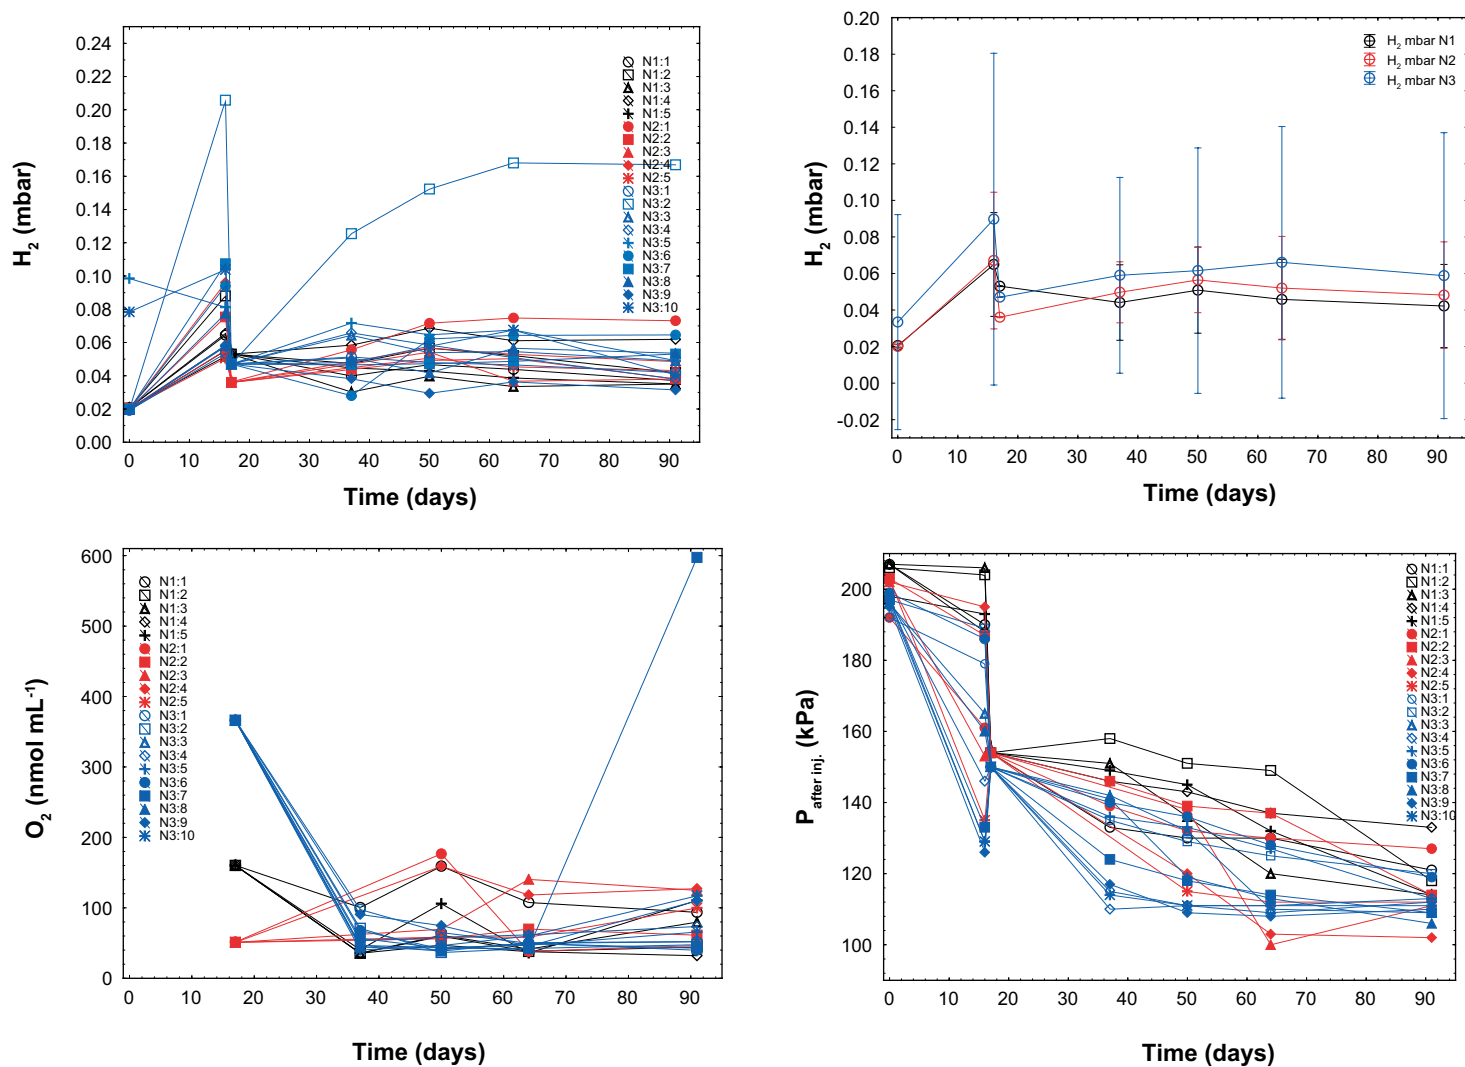 0.24
0.22
0.20
0.18
0.16
0.14
0.12
0.10
0.08
0.06
0.04
0.02
0.00
H2 (mbar)
0 10 20 30 40 50 60 70 80 90
Time (days)
N1:1
N1:2
N1:3
N1:4
N1:5
N2:1
N2:2
N2:3
N2:4
N2:5
N3:1
N3:2
N3:3
N3:4
N3:5
N3:6
N3:7
N3:8
N3:9
N3:10
0.20
0.18
0.16
0.14
0.12
0.10
0.08
0.06
0.04
0.02
0.00
-0.02
H2 (mbar)
0 10 20 30 40 50 60 70 80 90
Time (days)
H2 mbar N1
H2 mbar N2
H2 mbar N3
600
500
400
300
200
100
0
O2 (nmol mL-1)
0 10 20 30 40 50 60 70 80 90
Time (days)
N1:1
N1:2
N1:3
N1:4
N1:5
N2:1
N2:2
N2:3
N2:4
N2:5
N3:1
N3:2
N3:3
N3:4
N3:5
N3:6
N3:7
N3:8
N3:9
N3:10
200
180
160
140
120
100
P after inj. (kPa)
0 10 20 30 40 50 60 70 80 90
Time (days)
N1:1
N1:2
N1:3
N1:4
N1:5
N2:1
N2:2
N2:3
N2:4
N2:5
N3:1
N3:2
N3:3
N3:4
N3:5
N3:6
N3:7
N3:8
N3:9
N3:10